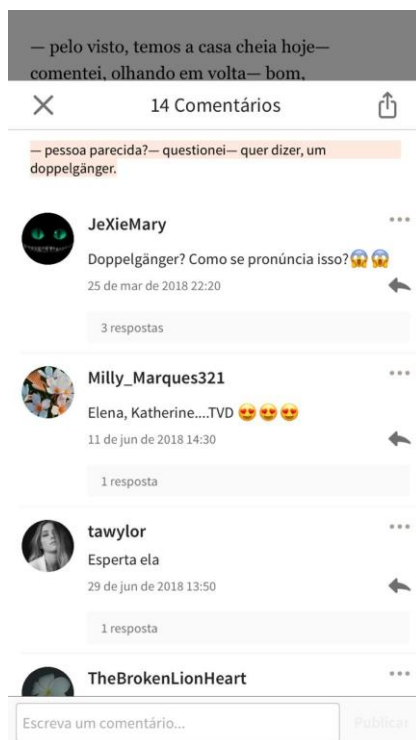 — pelo visto, temos a casa cheia hoje—
comentei, olhando em volta— bom,
14 Comentários
— pessoa parecida?— questionei— quer dizer, um
doppelgänger.
JeXieMary
Doppelgänger? Como se pronúncia isso?😱😱
25 de mar de 2018 22:20
3 respostas
Milly_Marques321
Elena, Katherine....TVD 😍😍😍
11 de jun de 2018 14:30
1 resposta
tawylor
Esperta ela
29 de jun de 2018 13:50
1 resposta
TheBrokenLionHeart
Escreva um comentário...
Publicar